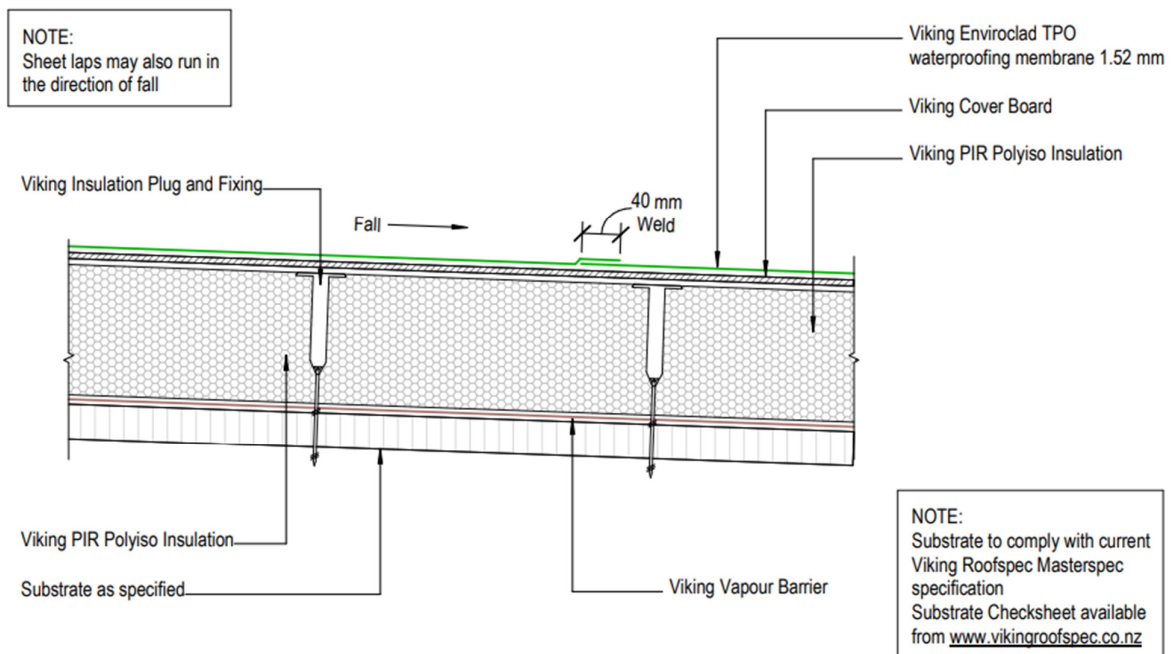 NOTE:
Sheet laps may also run in
the direction of fall
Viking Enviroclad TPO
waterproofing membrane 1.52 mm
Viking Cover Board
Viking PIR Polyiso Insulation
Viking Insulation Plug and Fixing
Fall
40 mm
Weld
Viking PIR Polyiso Insulation
Substrate as specified
Viking Vapour Barrier
NOTE:
Substrate to comply with current
Viking Roofspec Masterspec
specification
Substrate Checksheet available
from www.vikingroofspec.co.nz